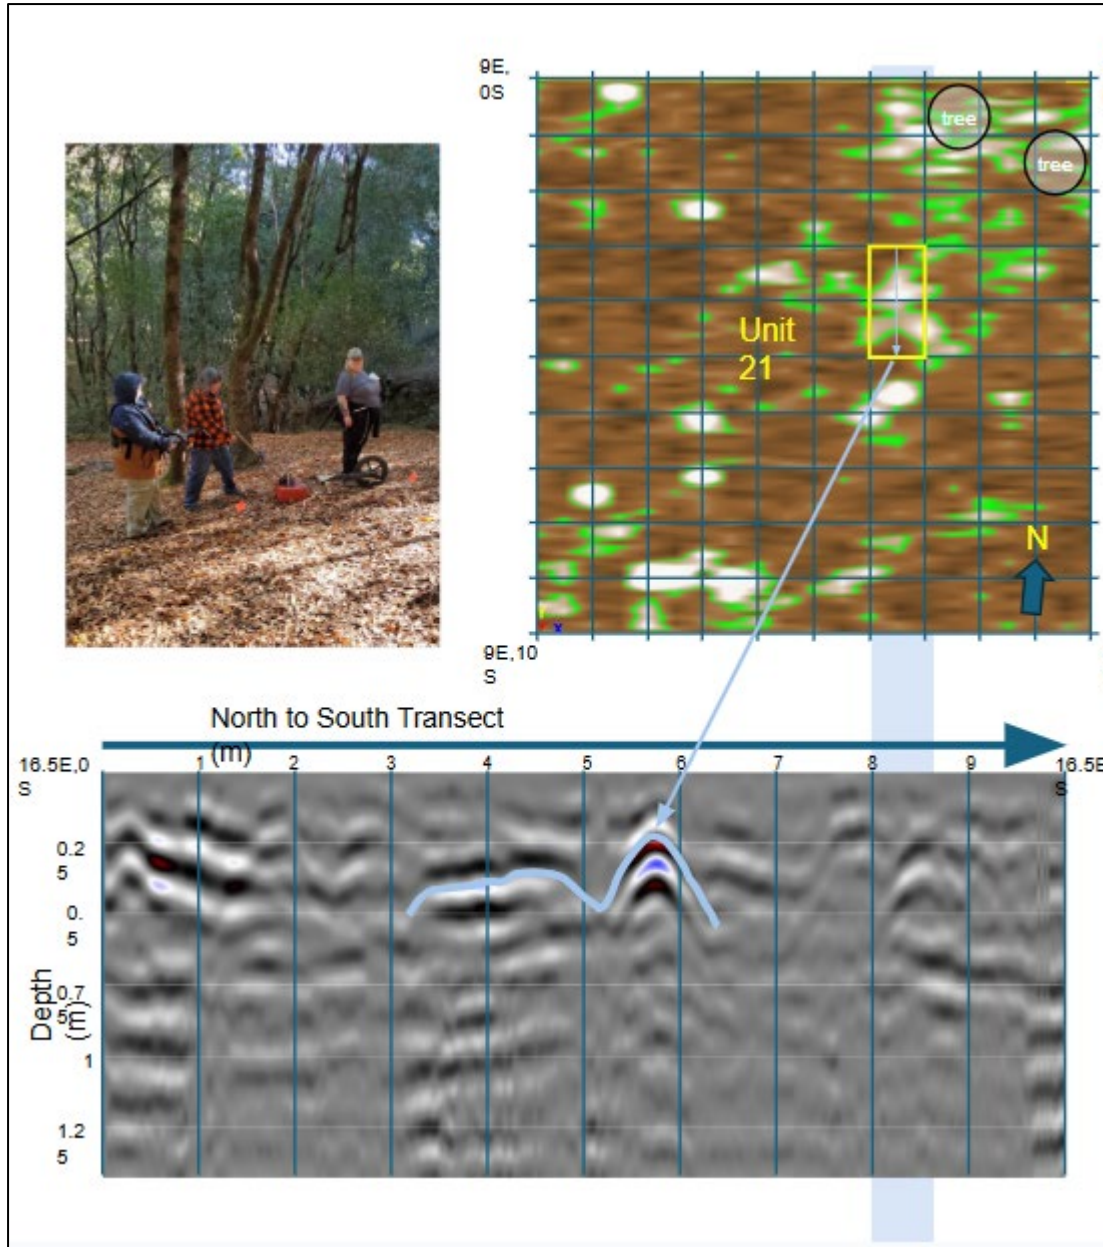 9E,
0S
tree
tree
Unit
21
N
Y
X
9E,10
S
North to South Transect
(m)
16.5E,0
S
1
2
3
4
5
6
7
8
9
16.5E
S
0.2
5
0.
5
0.7
5
1
1.2
5
Depth
(m)